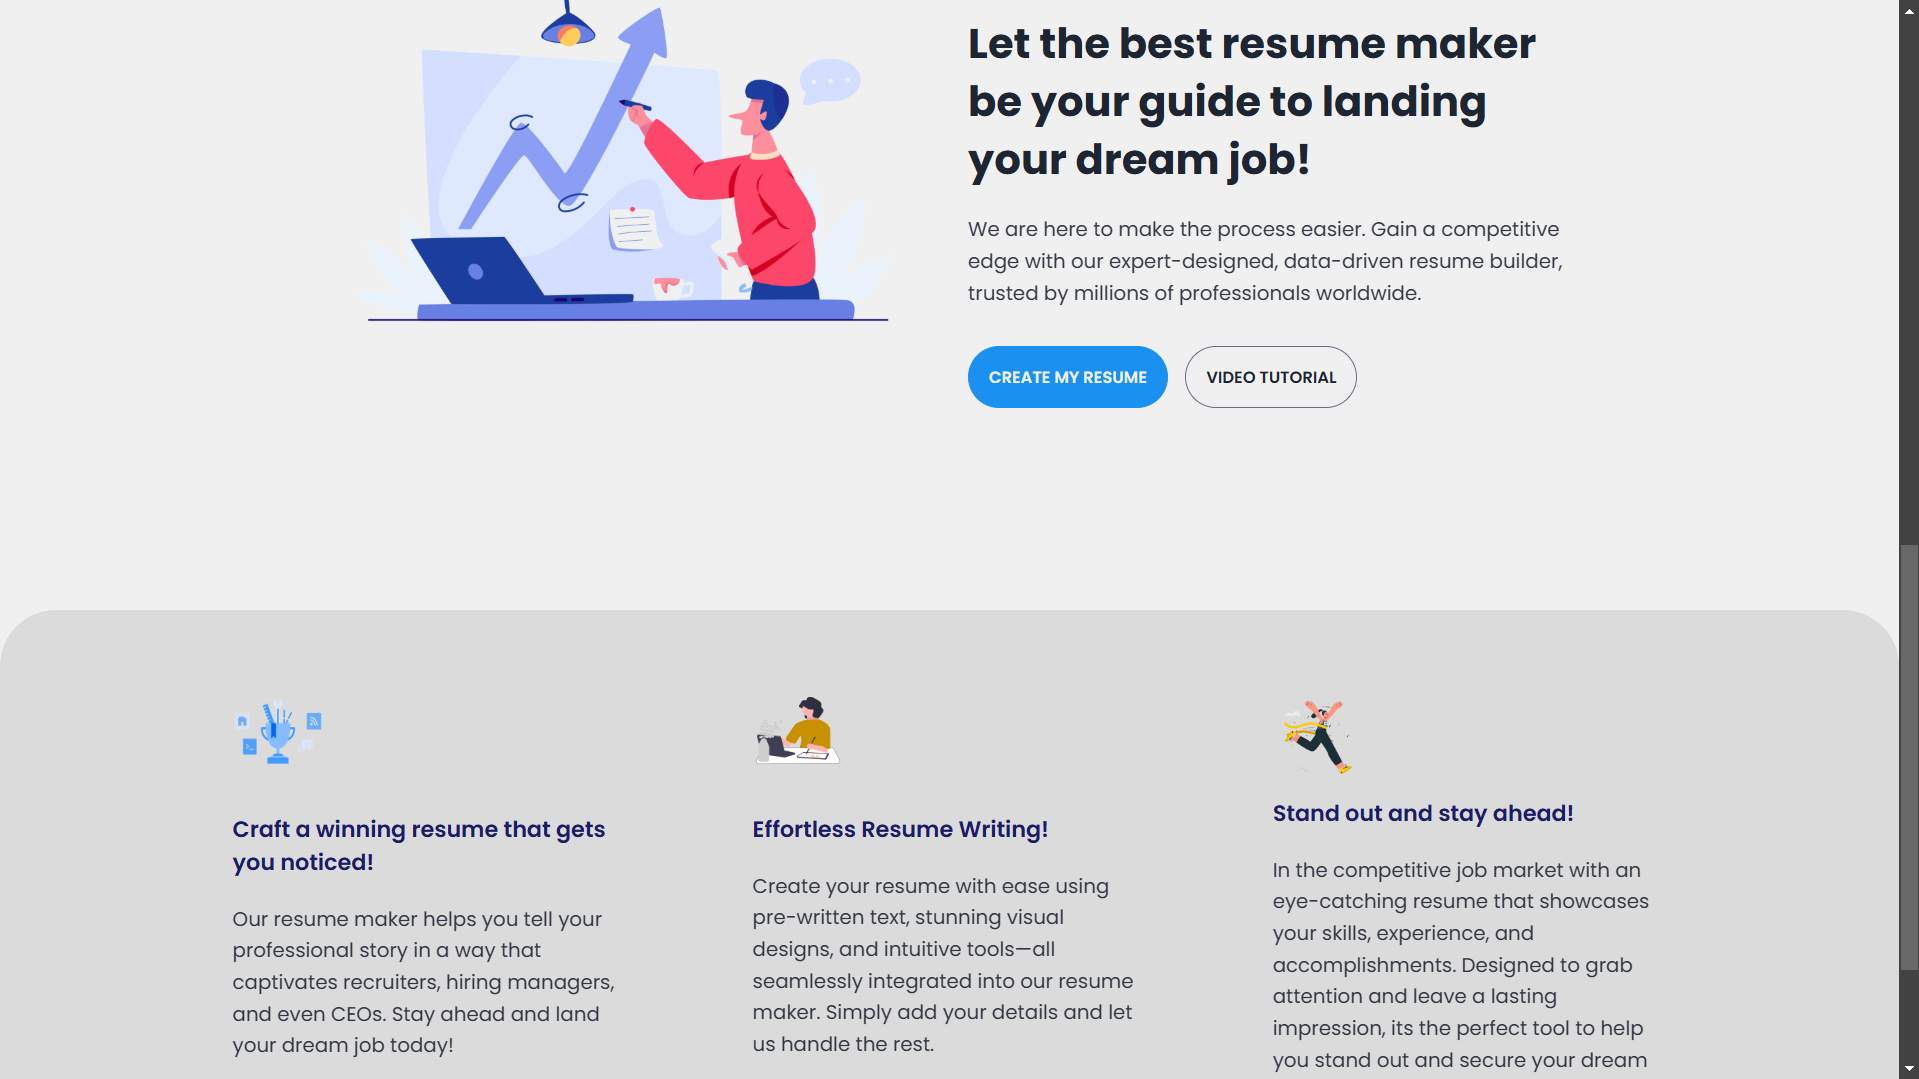 Let the best resume maker
be your guide to landing
your dream job!
We are here to make the process easier. Gain a competitive
edge with our expert-designed, data-driven resume builder,
trusted by millions of professionals worldwide.
CREATE MY RESUME
VIDEO TUTORIAL
Craft a winning resume that gets
you noticed!
Our resume maker helps you tell your
professional story in a way that
captivates recruiters, hiring managers,
and even CEOs. Stay ahead and land
your dream job today!
Effortless Resume Writing!
Create your resume with ease using
pre-written text, stunning visual
designs, and intuitive tools—all
seamlessly integrated into our resume
maker. Simply add your details and let
us handle the rest.
Stand out and stay ahead!
In the competitive job market with an
eye-catching resume that showcases
your skills, experience, and
accomplishments. Designed to grab
attention and leave a lasting
impression, its the perfect tool to help
you stand out and secure your dream